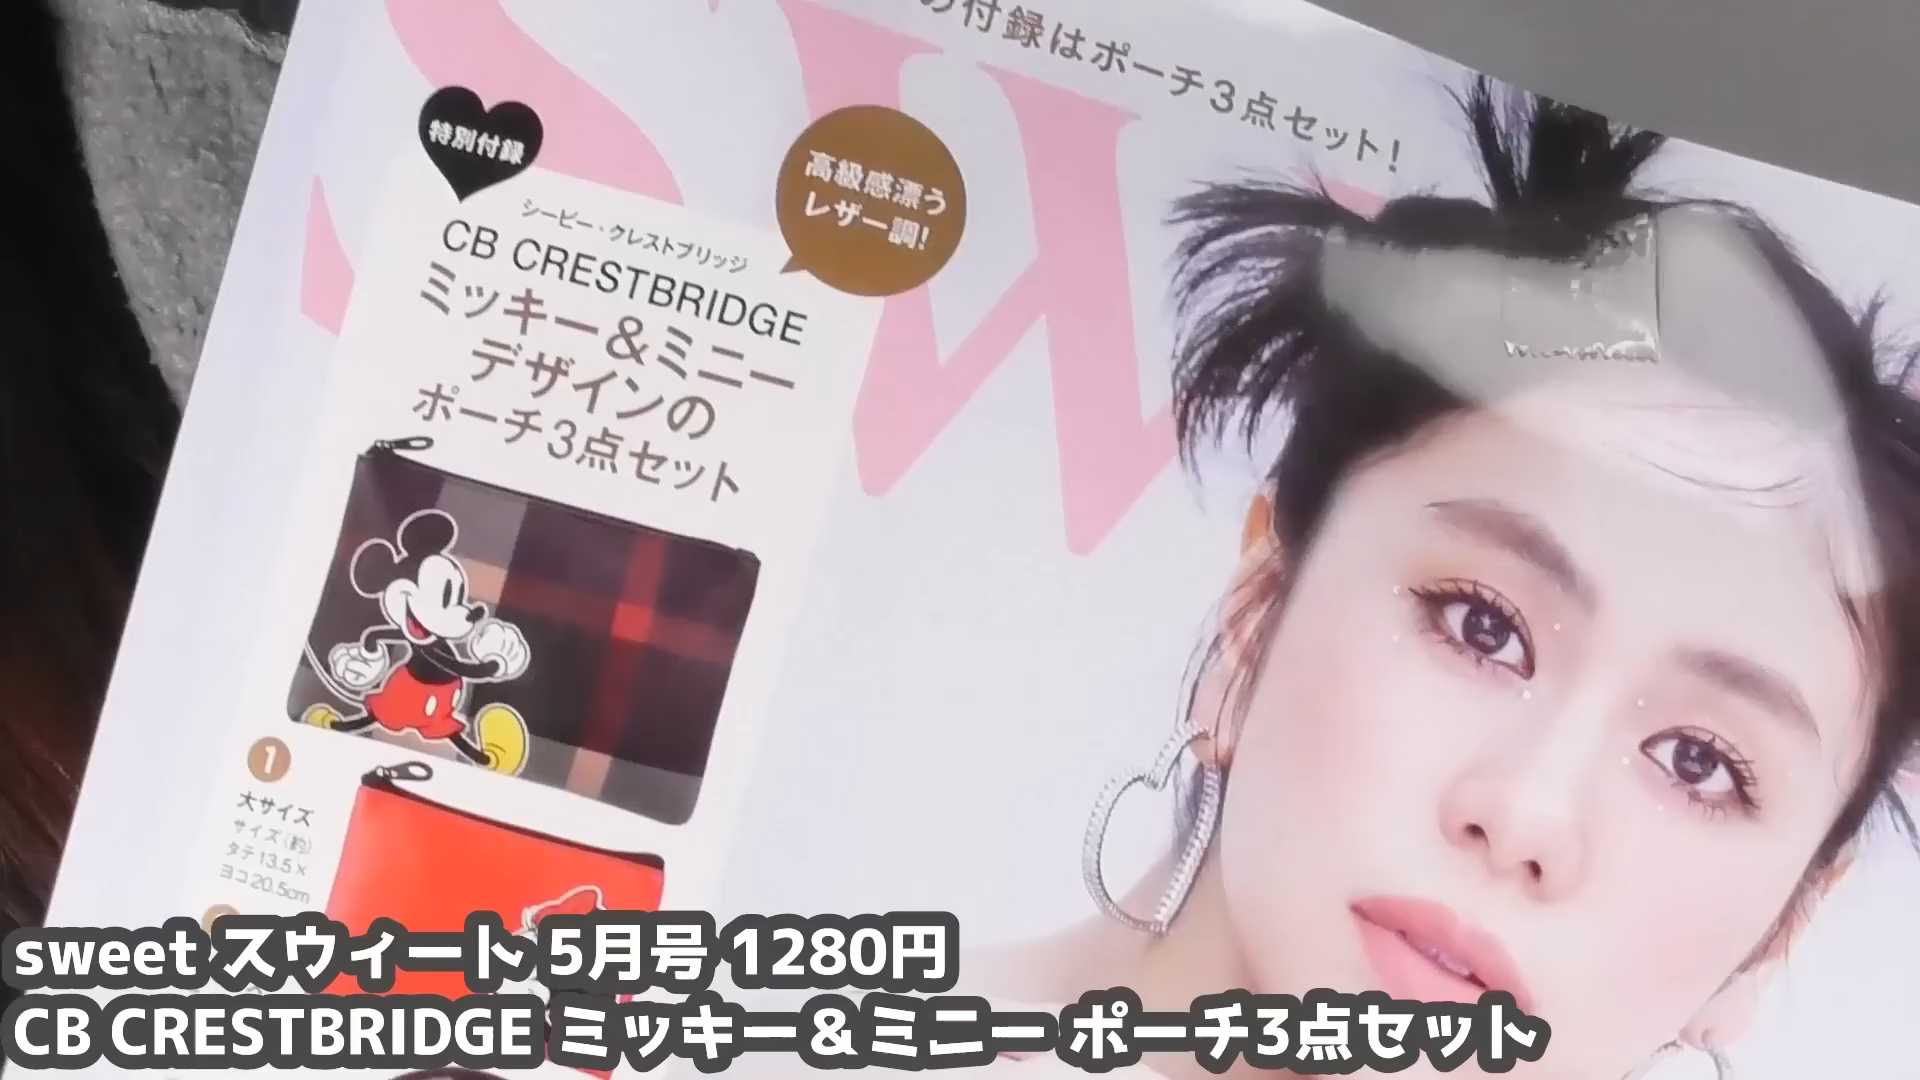 の付録はポーチ3点セット!
SW
特別付録
高級感漂う
レザー調!
シービー・クレストブリッジ
CB CRESTBRIDGE
ミッキー&ミニー
デザインの
ポーチ3点セット
1
大サイズ
サイズ(約)
タテ13.5×
ヨコ20.5cm
sweet スウィート 5月号 1280円
CB CRESTBRIDGE ミッキー&ミニー ポーチ3点セット